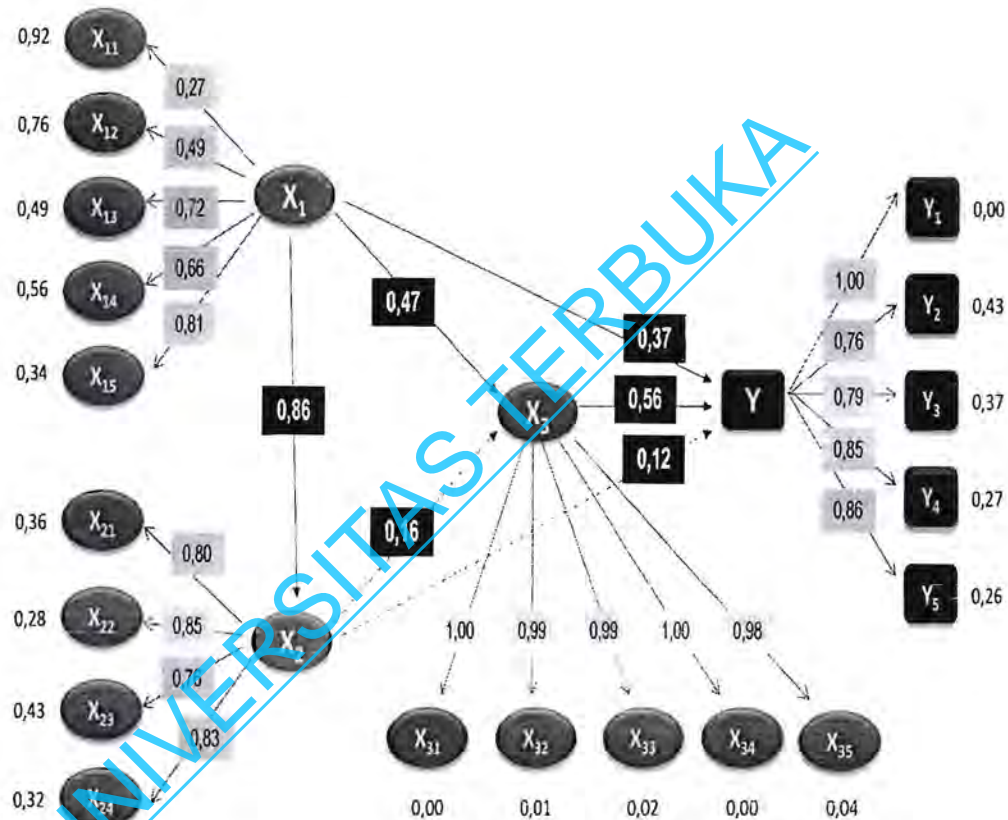 0,92 X₁₁
0,27
0,76 X₁₂
0,49
X₁
0,49 X₁₃
0,72
0,66
0,56 X₁₄
0,81
0,34 X₁₅
0,47
0,86
0,37
X₃
0,56
Y
0,12
1,00
Y₁ 0,00
0,76
Y₂ 0,43
0,79
Y₃ 0,37
0,85
Y₄ 0,27
0,86
Y₅ 0,26
0,16
0,36 X₂₁
0,80
0,28 X₂₂
0,85
X₂
0,76
0,43 X₂₃
0,83
0,32 X₂₄
1,00 0,99 0,99 1,00 0,98
X₃₁ X₃₂ X₃₃ X₃₄ X₃₅
0,00 0,01 0,02 0,00 0,04
UNIVERSITAS TERBUKA